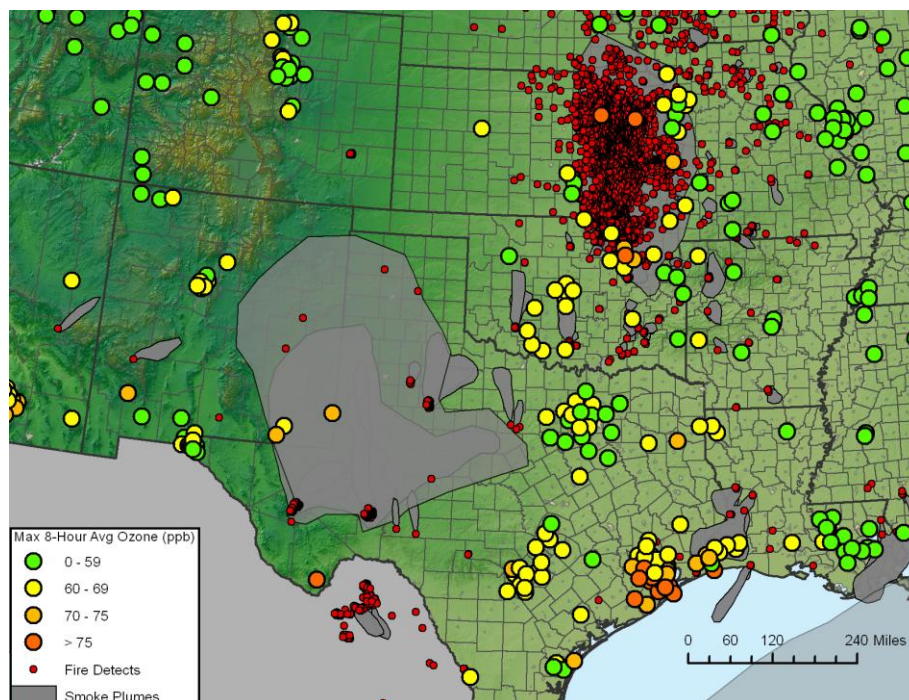 Max 8-Hour Avg Ozone (ppb)
0 - 59
60 - 69
70 - 75
> 75
Fire Detects
Smoke Plumes
0 60 120 240 Miles